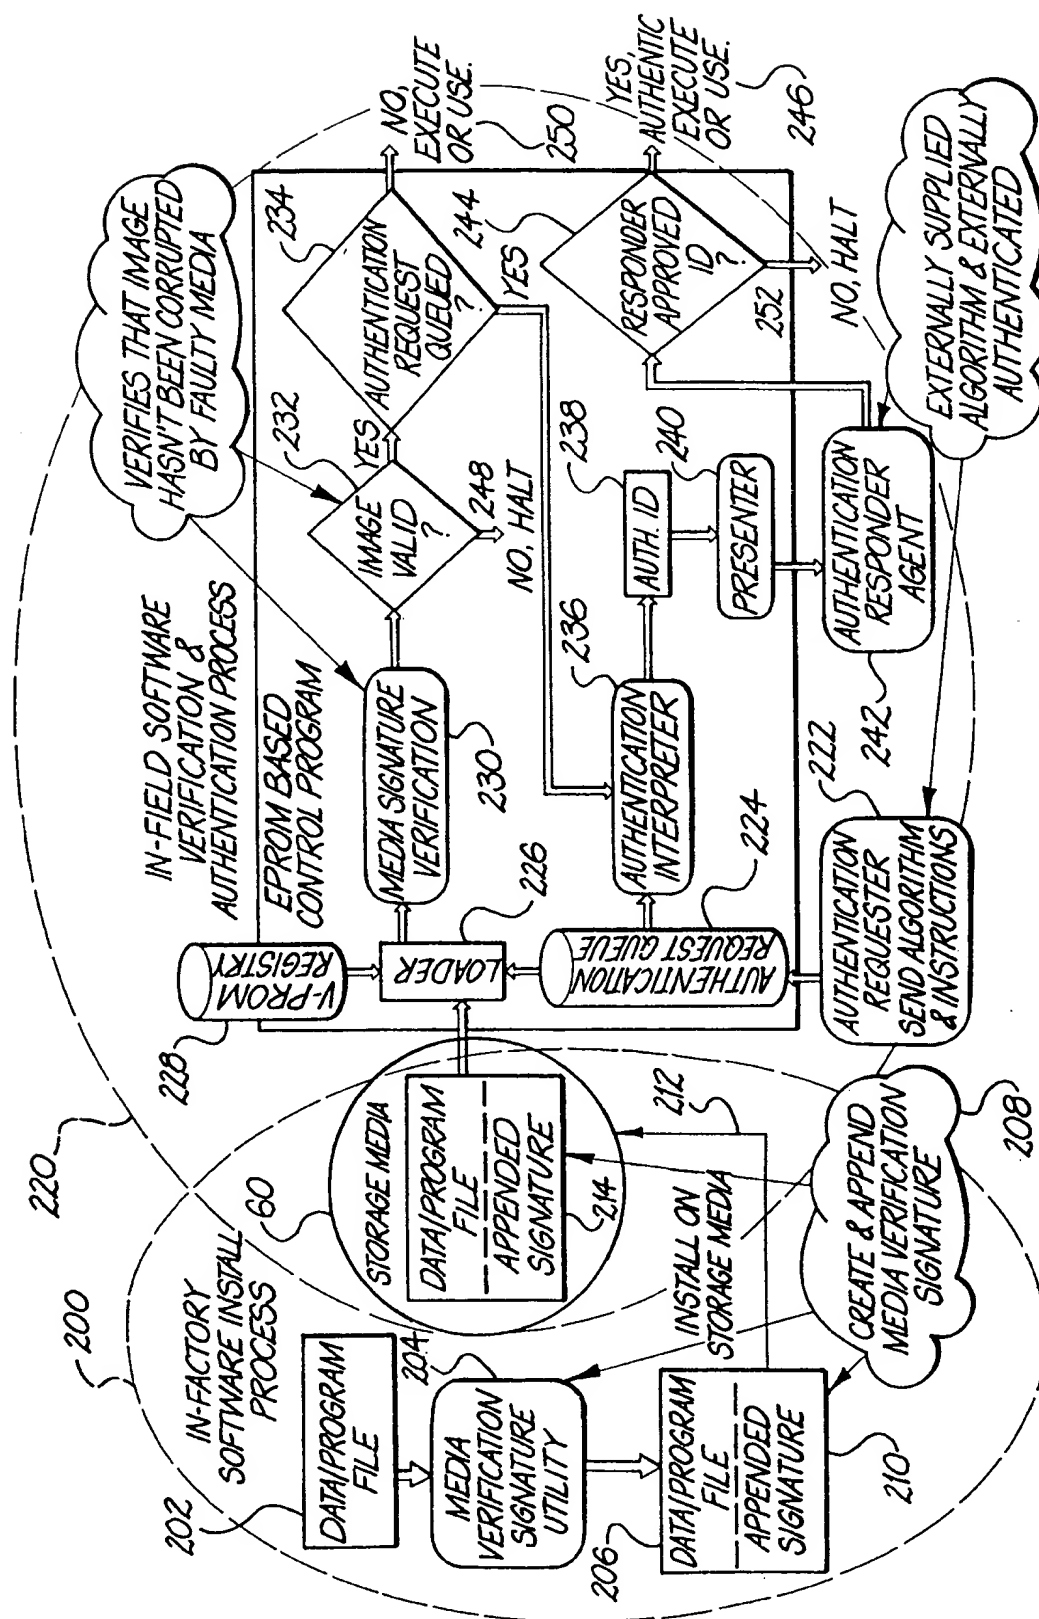 200
IN-FACTORY
SOFTWARE INSTALL
PROCESS
202
DATA/PROGRAM
FILE
204
MEDIA
VERIFICATION
SIGNATURE
UTILITY
206
DATA/PROGRAM
FILE
APPENDED
SIGNATURE
210
INSTALL ON
STORAGE MEDIA
212
CREATE & APPEND
MEDIA VERIFICATION
SIGNATURE
208
220
60
STORAGE MEDIA
DATA/PROGRAM
FILE
APPENDED
SIGNATURE
214
IN-FIELD SOFTWARE
VERIFICATION &
AUTHENTICATION PROCESS
228
V-PROM
REGISTRY
EPROM BASED
CONTROL PROGRAM
LOADER
226
AUTHENTICATION
REQUEST QUEUE
224
AUTHENTICATION
REQUESTER
SEND ALGORITHM
& INSTRUCTIONS
222
MEDIA SIGNATURE
VERIFICATION
230
AUTHENTICATION
INTERPRETER
236
VERIFIES THAT IMAGE
HASN'T BEEN CORRUPTED
BY FAULTY MEDIA
232
IMAGE
VALID
?
YES
248
NO, HALT
234
AUTHENTICATION
REQUEST
QUEUED
?
YES
NO,
EXECUTE
OR USE.
250
238
AUTH. ID
240
PRESENTER
AUTHENTICATION
RESPONDER
AGENT
242
244
RESPONDER
APPROVED
ID
?
252
NO, HALT
YES,
AUTHENTIC
EXECUTE
OR USE.
246
EXTERNALLY SUPPLIED
ALGORITHM & EXTERNALLY
AUTHENTICATED